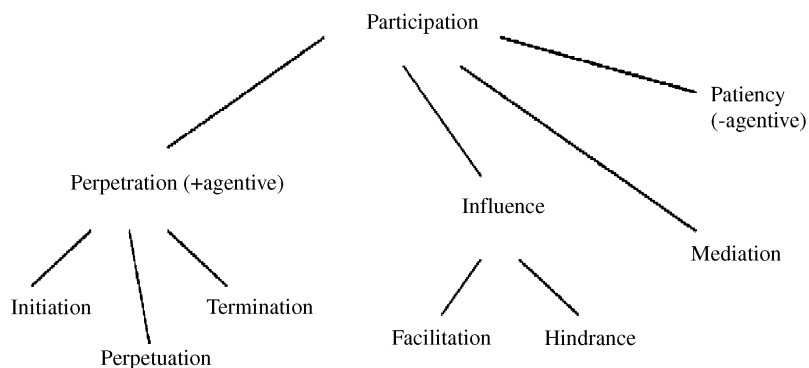 Participation
Patiency
(-agentive)
Perpetration (+agentive)
Influence
Mediation
Initiation
Termination
Facilitation
Hindrance
Perpetuation